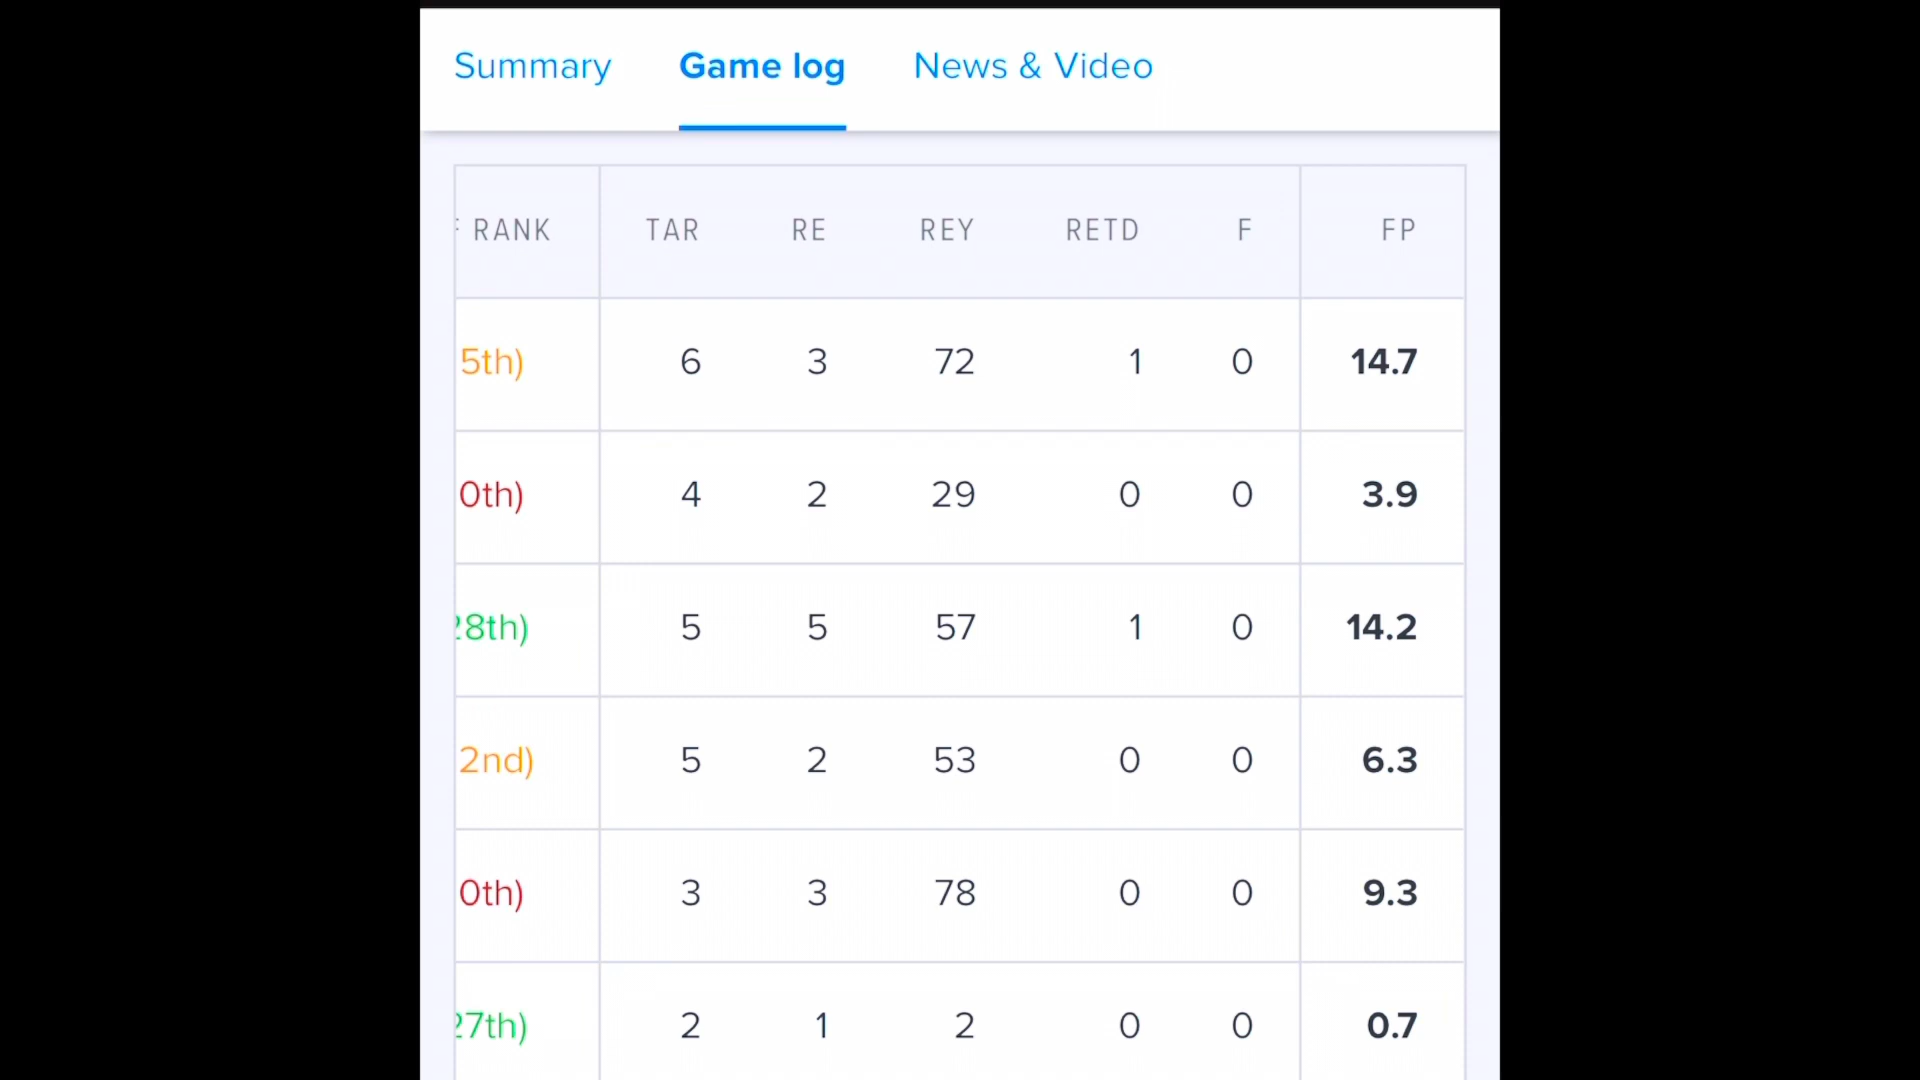 Summary Game log News & Video
RANK TAR RE REY RETD F FP
5th) 6 3 72 1 0 14.7
0th) 4 2 29 0 0 3.9
28th) 5 5 57 1 0 14.2
2nd) 5 2 53 0 0 6.3
0th) 3 3 78 0 0 9.3
27th) 2 1 2 0 0 0.7